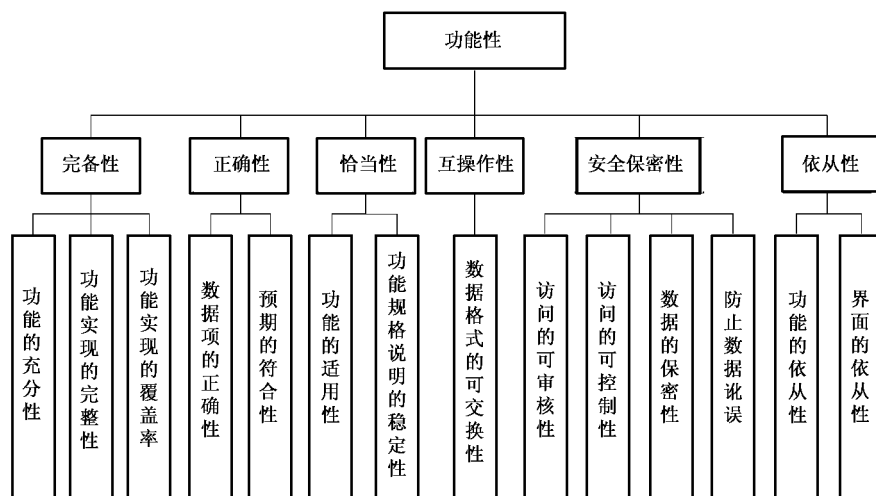 功能性
完备性
正确性
恰当性
互操作性
安全保密性
依从性
功能的充分性
功能实现的完整性
功能实现的覆盖率
数据项的正确性
预期的符合性
功能的适用性
功能规格说明的稳定性
数据格式的可交换性
访问的可审核性
访问的可控制性
数据的保密性
防止数据讹误
功能的依从性
界面的依从性